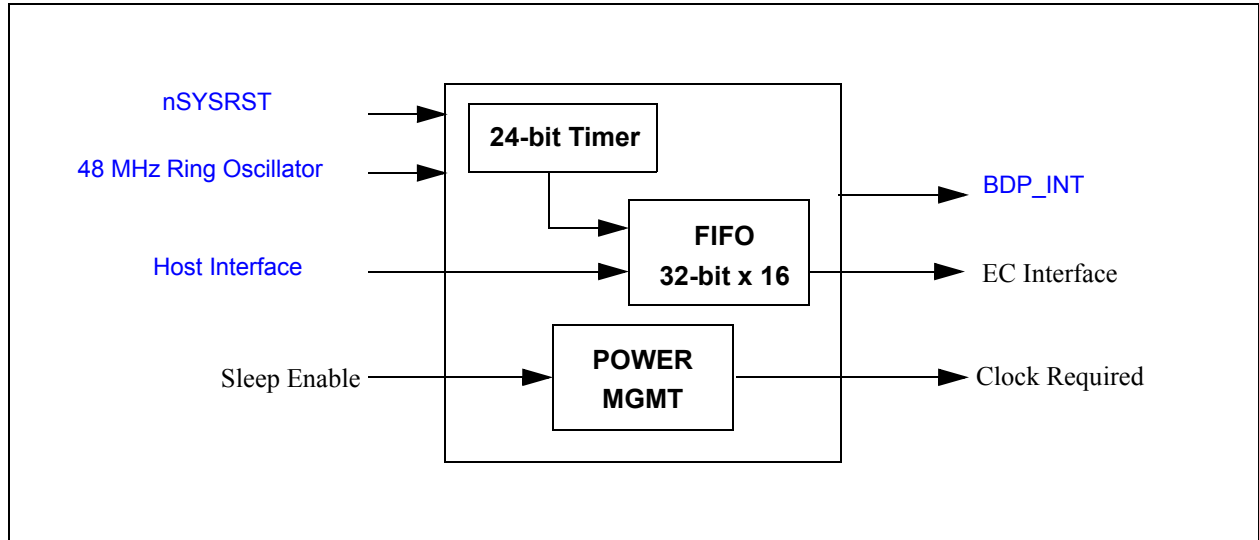 nSYSRST
24-bit Timer
48 MHz Ring Oscillator
BDP_INT
FIFO
32-bit x 16
Host Interface
EC Interface
POWER
MGMT
Sleep Enable
Clock Required